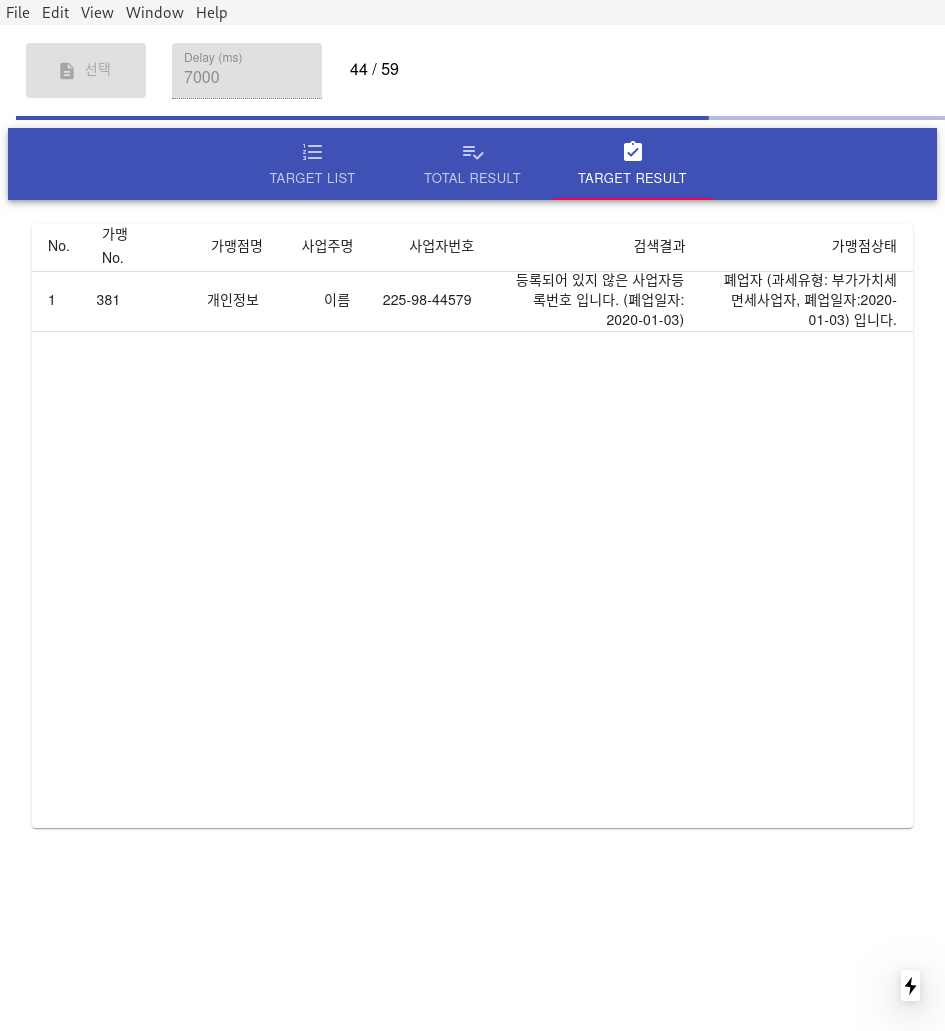 File Edit View Window Help
선택
Delay (ms)
7000
44 / 59
TARGET LIST
TOTAL RESULT
TARGET RESULT
No.
가맹
No.
가맹점명
사업주명
사업자번호
검색결과
가맹점상태
1
381
개인정보
이름
225-98-44579
등록되어 있지 않은 사업자등
록번호 입니다. (폐업일자:
2020-01-03)
폐업자 (과세유형: 부가가치세
면세사업자, 폐업일자:2020-
01-03) 입니다.